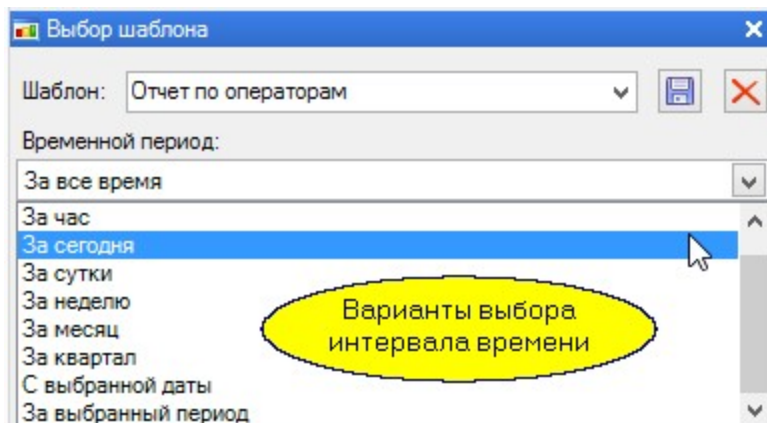 Выбор шаблона
Шаблон: Отчет по операторам
Временной период:
За все время
За час
За сегодня
За сутки
За неделю
За месяц
За квартал
С выбранной даты
За выбранный период
Варианты выбора
интервала времени